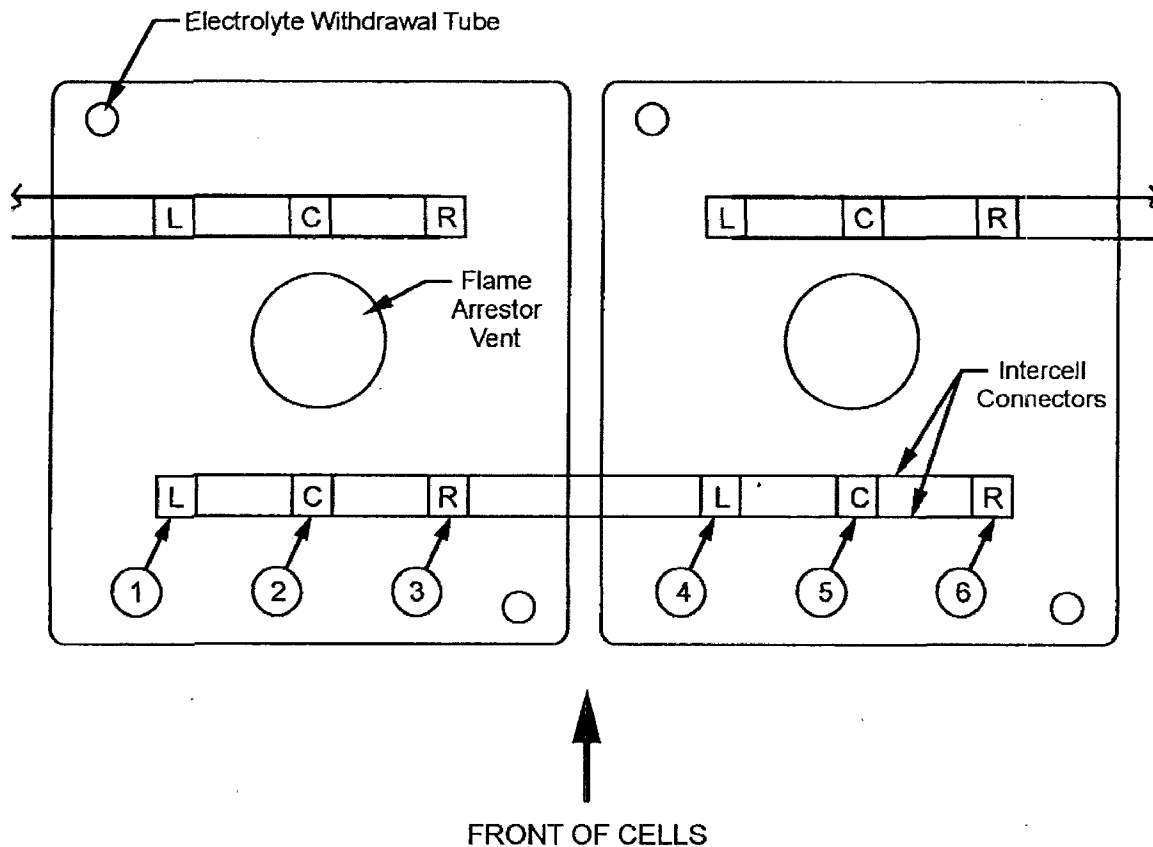 Electrolyte Withdrawal Tube
L C R L C R
Flame
Arrestor
Vent
Intercell
Connectors
L C R L C R
1 2 3 4 5 6
FRONT OF CELLS